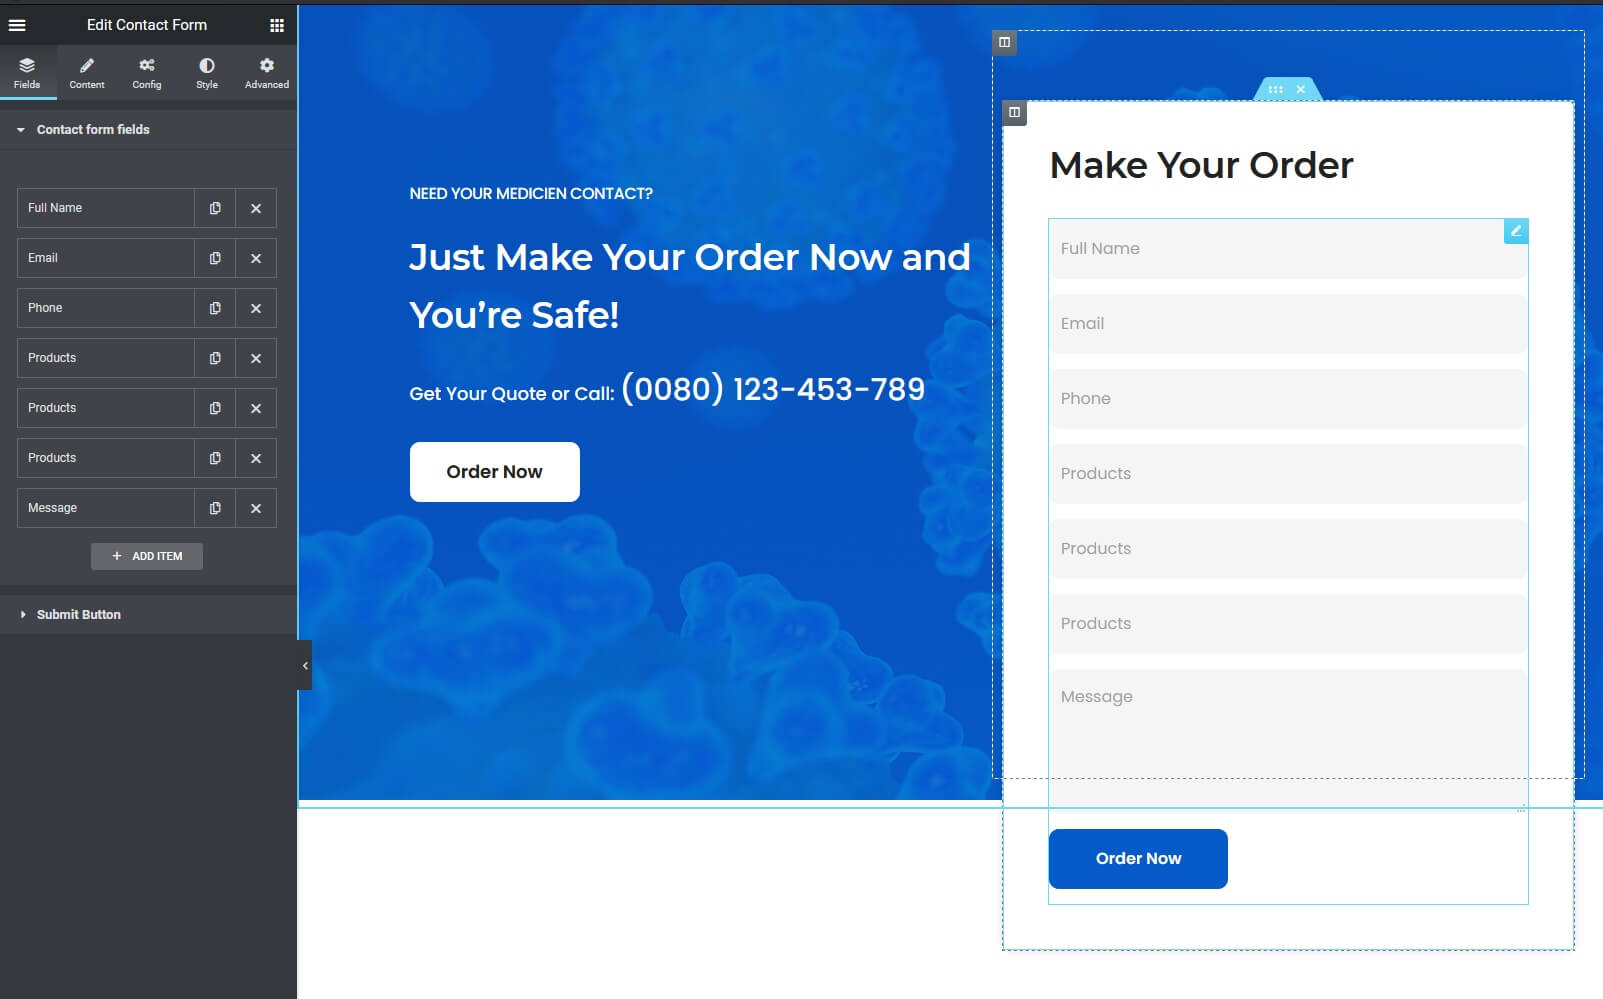 Edit Contact Form
Fields
Content
Config
Style
Advanced
Contact form fields
Full Name
Email
Phone
Products
Products
Products
Message
ADD ITEM
Submit Button
NEED YOUR MEDICIEN CONTACT?
Just Make Your Order Now and
You're Safe!
Get Your Quote or Call: (0080) 123-453-789
Order Now
Make Your Order
Full Name
Email
Phone
Products
Products
Products
Message
Order Now